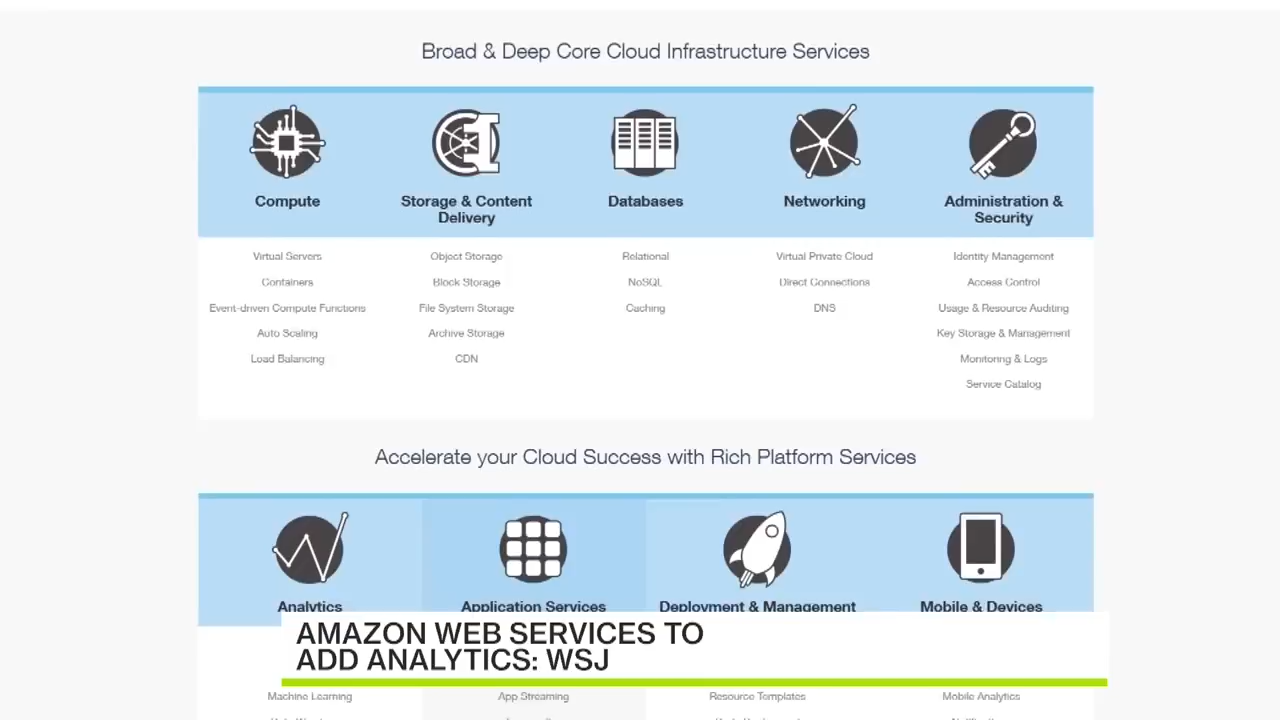 Broad & Deep Core Cloud Infrastructure Services
Compute
Storage & Content
Delivery
Databases
Networking
Administration &
Security
Virtual Servers
Object Storage
Relational
Virtual Private Cloud
Identity Management
Containers
Block Storage
NoSQL
Direct Connections
Access Control
Event-driven Compute Functions
File System Storage
Caching
DNS
Usage & Resource Auditing
Auto Scaling
Archive Storage
Key Storage & Management
Load Balancing
CDN
Monitoring & Logs
Service Catalog
Accelerate your Cloud Success with Rich Platform Services
Analytics
Application Services
Deployment & Management
Mobile & Devices
AMAZON WEB SERVICES TO
ADD ANALYTICS: WSJ
Machine Learning
App Streaming
Resource Templates
Mobile Analytics